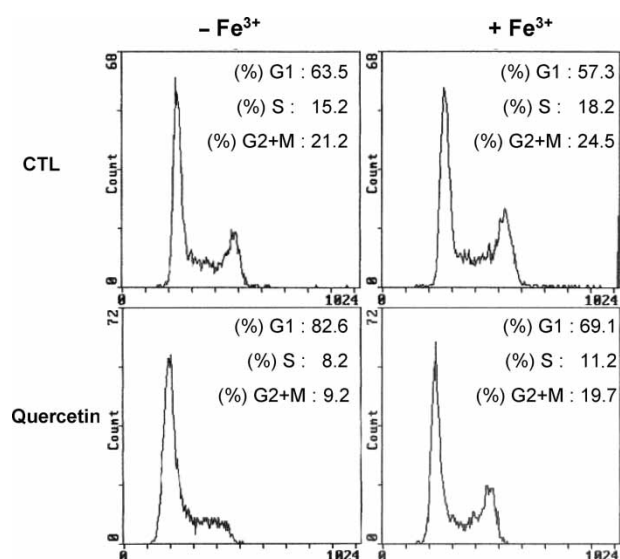 – Fe³⁺
+ Fe³⁺
CTL
68
Count
0
(%) G1 : 63.5
(%) S : 15.2
(%) G2+M : 21.2
0
1024
68
Count
0
(%) G1 : 57.3
(%) S : 18.2
(%) G2+M : 24.5
0
1024
Quercetin
72
Count
0
(%) G1 : 82.6
(%) S : 8.2
(%) G2+M : 9.2
0
1024
72
Count
0
(%) G1 : 69.1
(%) S : 11.2
(%) G2+M : 19.7
0
1024